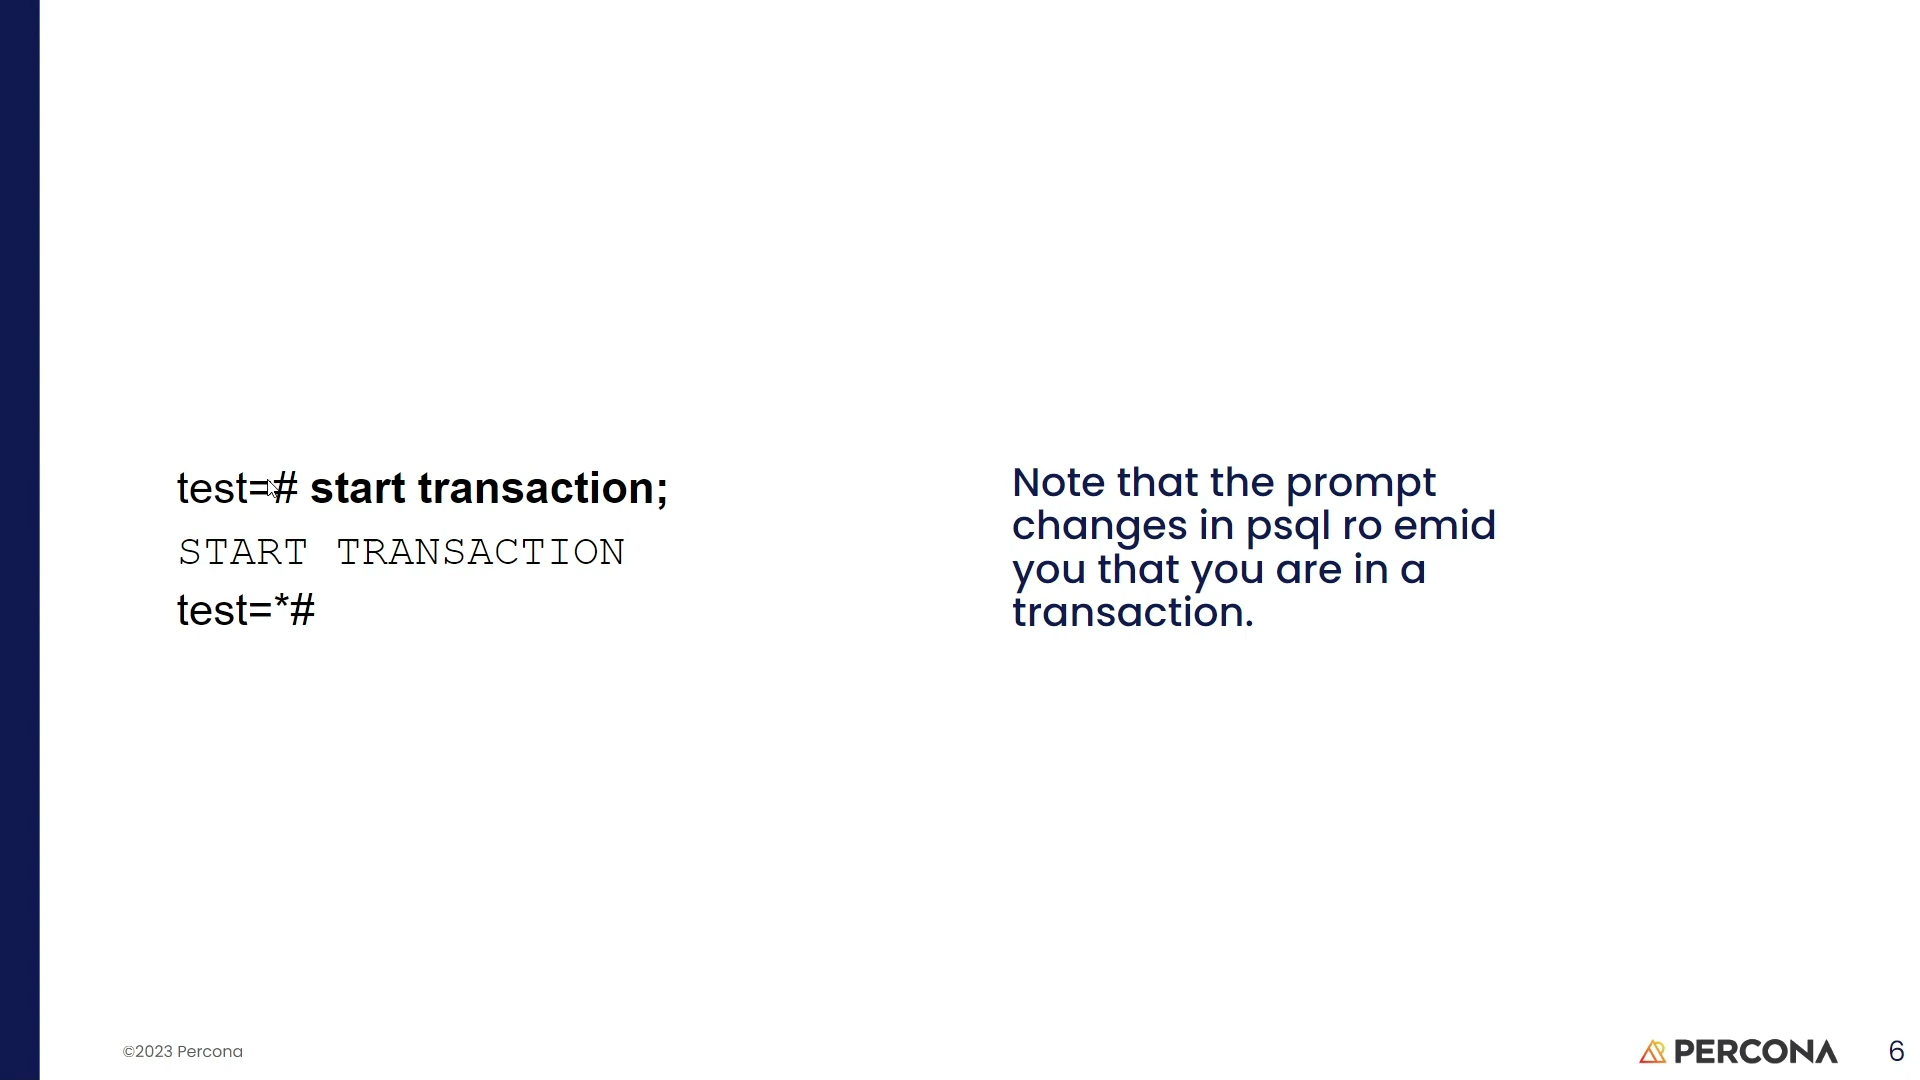 test=# start transaction;
START TRANSACTION
test=*#
Note that the prompt
changes in psql ro emid
you that you are in a
transaction.
©2023 Percona
PERCONA
6